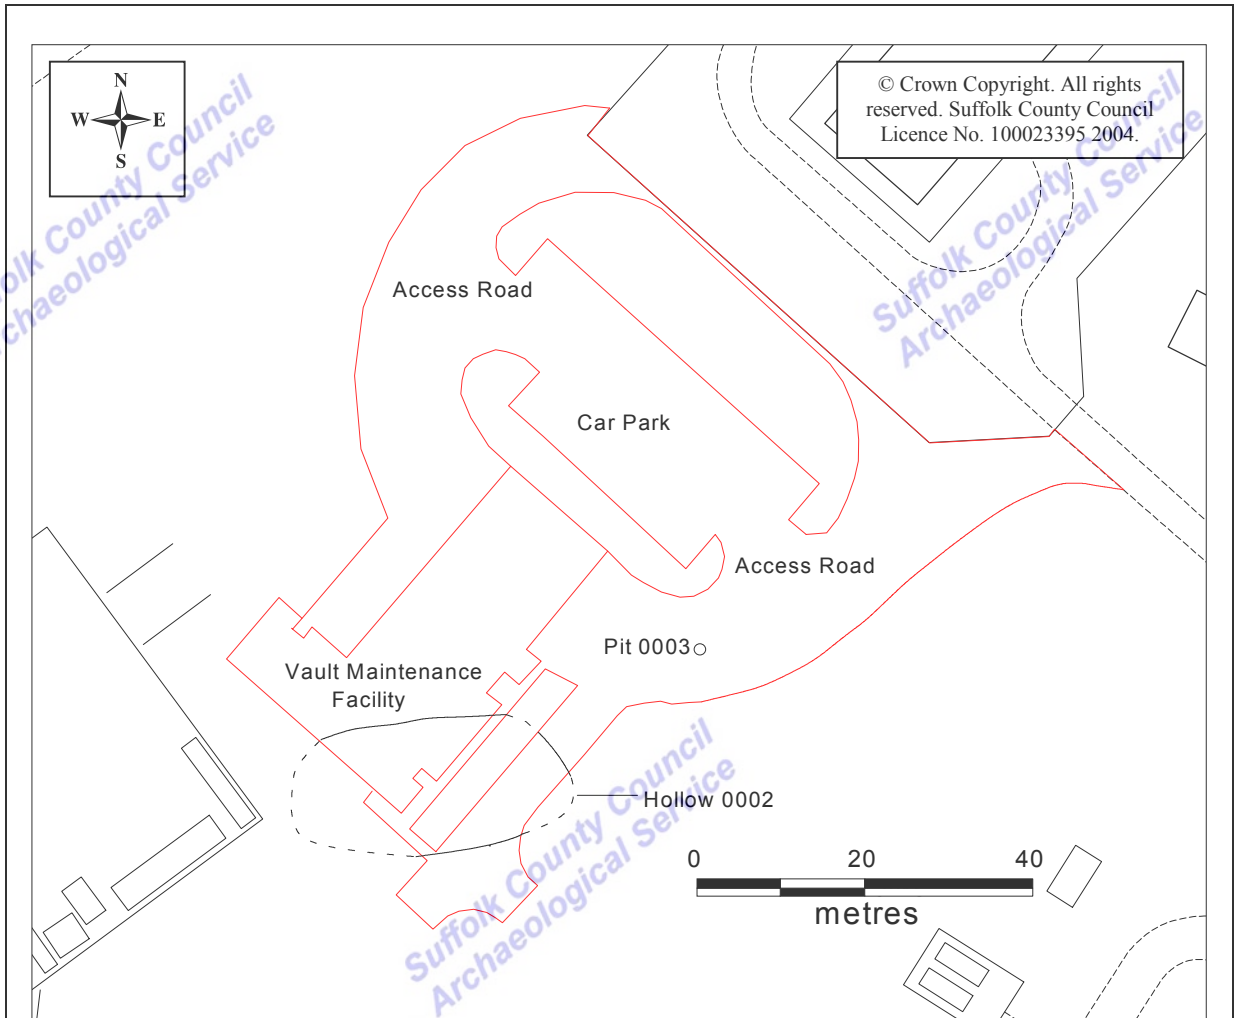 N
W E
S
© Crown Copyright. All rights
reserved. Suffolk County Council
Licence No. 100023395 2004.
Suffolk County Council
Archaeological Service
Suffolk County Council
Archaeological Service
Access Road
Car Park
Access Road
Pit 0003
Vault Maintenance
Facility
Hollow 0002
Suffolk County Council
Archaeological Service
0 20 40
metres